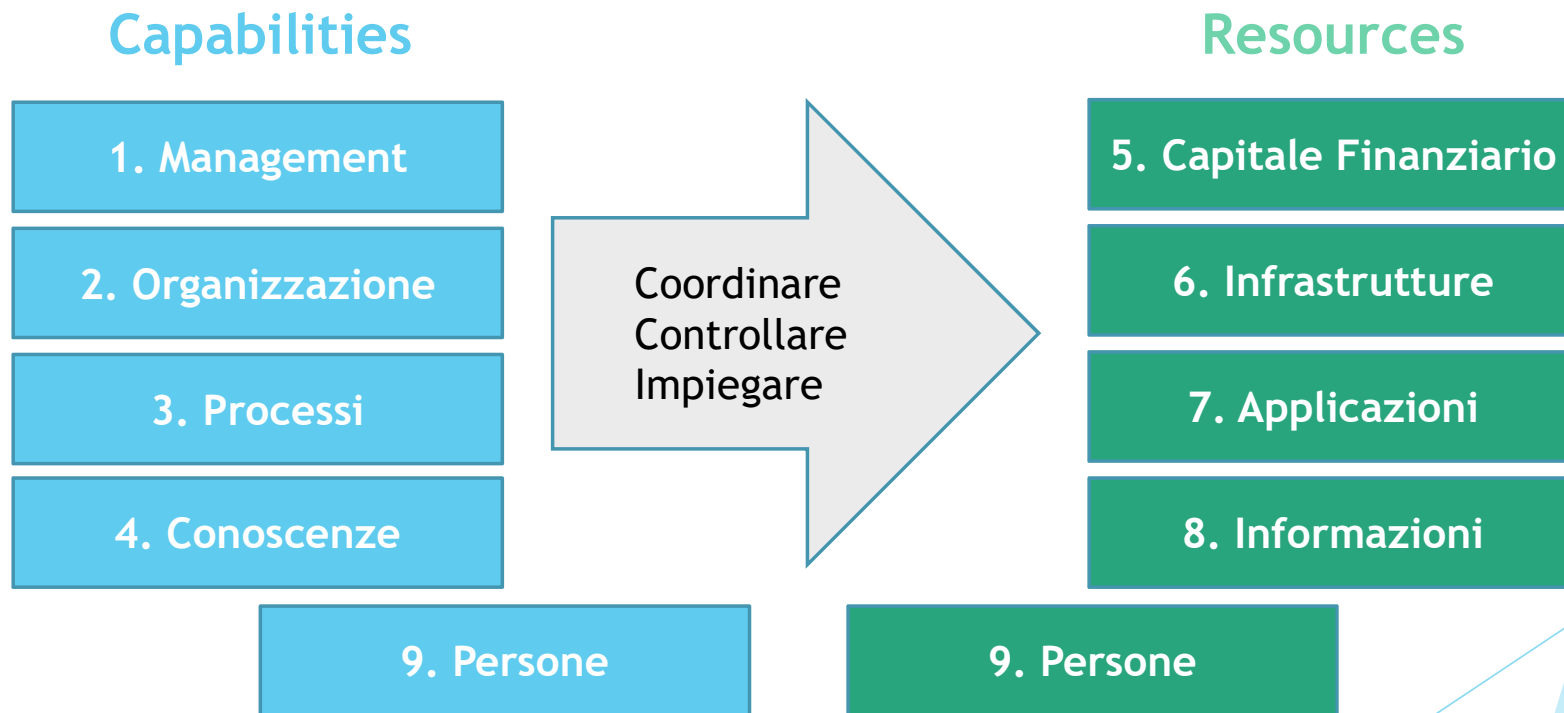 Capabilities
Resources
1. Management
2. Organizzazione
3. Processi
4. Conoscenze
Coordinare
Controllare
Impiegare
5. Capitale Finanziario
6. Infrastrutture
7. Applicazioni
8. Informazioni
9. Persone
9. Persone